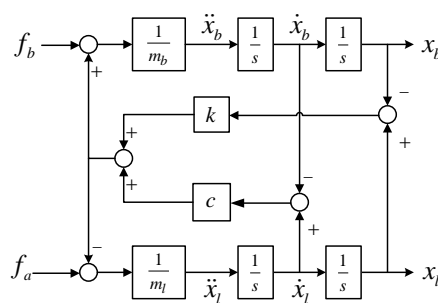 f_b 1/m_b ẍ_b 1/s ẋ_b 1/s x_b
+ −
k
+ +
+ c −
− +
f_a 1/m_l ẍ_l 1/s ẋ_l 1/s x_l